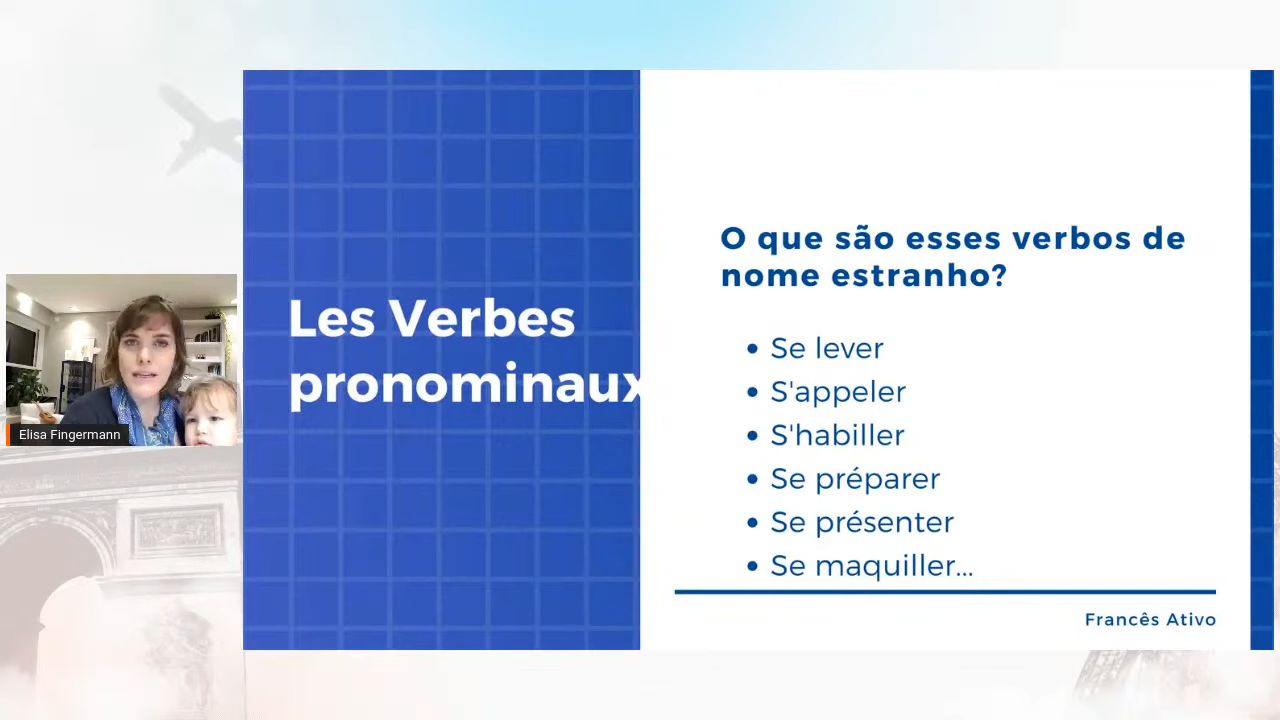 Les Verbes
pronominaux
O que são esses verbos de
nome estranho?
• Se lever
• S'appeler
• S'habiller
• Se préparer
• Se présenter
• Se maquiller...
Francês Ativo
Elisa Fingermann